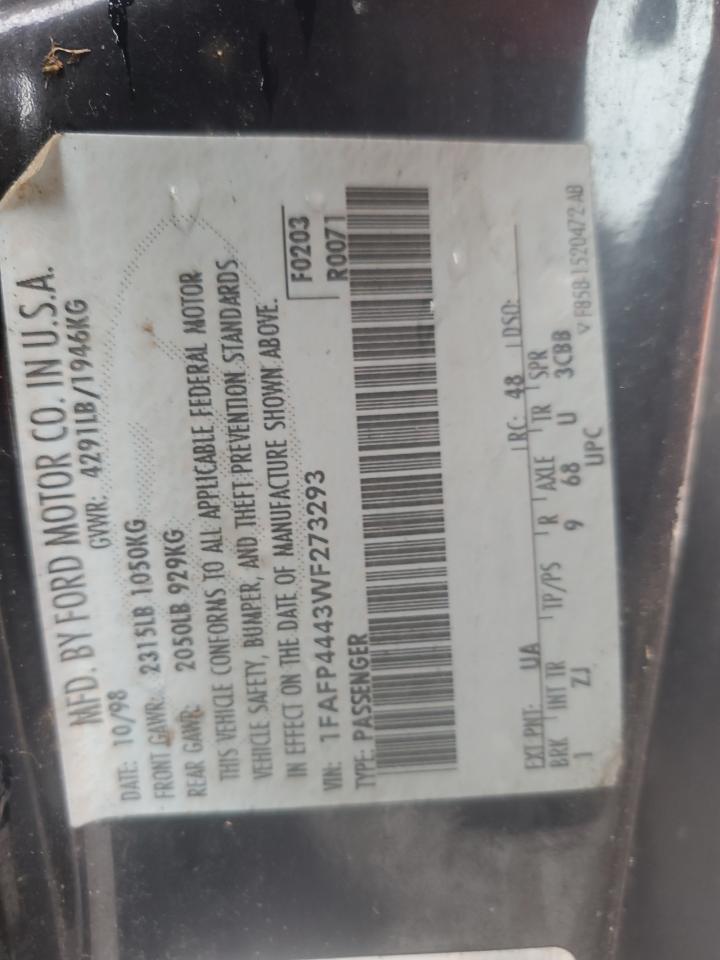 MFD. BY FORD MOTOR CO. IN U.S.A.
DATE: 10/98 GVWR: 4291LB/1946KG
FRONT GAWR: 2315LB 1050KG
REAR GAWR: 2050LB 929KG
THIS VEHICLE CONFORMS TO ALL APPLICABLE FEDERAL MOTOR
VEHICLE SAFETY, BUMPER, AND THEFT PREVENTION STANDARDS
IN EFFECT ON THE DATE OF MANUFACTURE SHOWN ABOVE.
VIN: 1FAFP4443WF273293 F0203
TYPE: PASSENGER R0071
EXT PNT: UA RC: 48 DSO:
BRK INT TR TP/PS R AXLE TR SPR
1 ZJ 9 68 U 3CBB
UPC ▽ F85B-1520472-AB